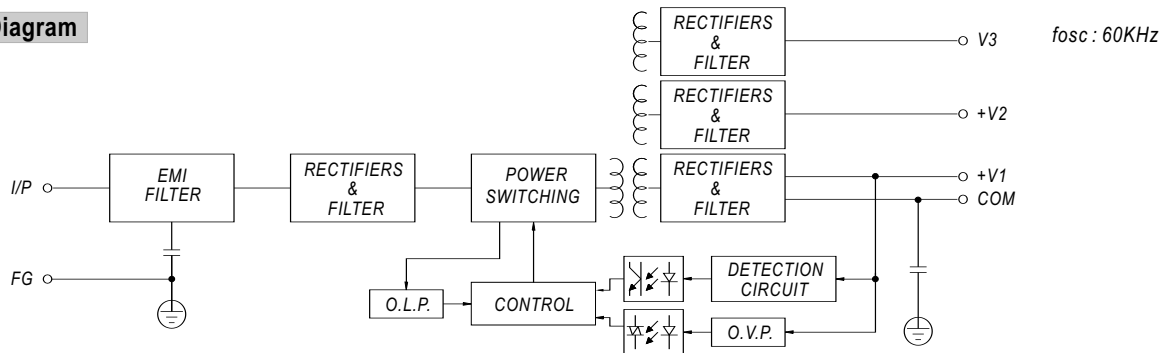 Diagram
RECTIFIERS
&
FILTER
V3
fosc : 60KHz
RECTIFIERS
&
FILTER
+V2
I/P
EMI
FILTER
RECTIFIERS
&
FILTER
POWER
SWITCHING
RECTIFIERS
&
FILTER
+V1
COM
FG
O.L.P.
CONTROL
DETECTION
CIRCUIT
O.V.P.